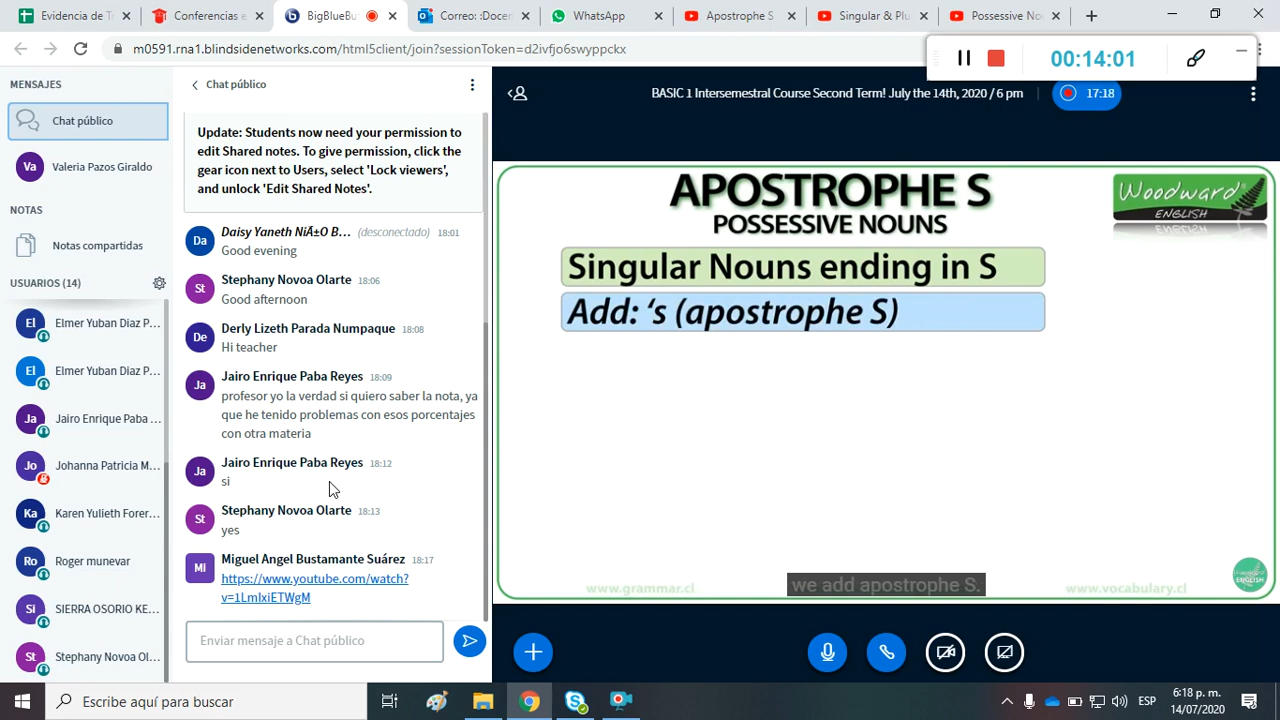 Evidencia de Tr
Conferencias e
BigBlueBu
Correo: :Docen
WhatsApp
Apostrophe S
Singular & Plu
Possessive No
m0591.rna1.blindsidenetworks.com/html5client/join?sessionToken=d2ivfjo6swyppckx
00:14:01
MENSAJES
Chat público
Valeria Pazos Giraldo
NOTAS
Notas compartidas
USUARIOS (14)
Elmer Yuban Diaz P...
Elmer Yuban Diaz P...
Jairo Enrique Paba ...
Johanna Patricia M...
Karen Yulieth Forer...
Roger munevar
SIERRA OSORIO KE...
Stephany Novoa Ol...
Chat público
Update: Students now need your permission to
edit Shared notes. To give permission, click the
gear icon next to Users, select 'Lock viewers',
and unlock 'Edit Shared Notes'.
Daisy Yaneth NiÃ±O B... (desconectado) 18:01
Good evening
Stephany Novoa Olarte 18:06
Good afternoon
Derly Lizeth Parada Numpaque 18:08
Hi teacher
Jairo Enrique Paba Reyes 18:09
profesor yo la verdad si quiero saber la nota, ya
que he tenido problemas con esos porcentajes
con otra materia
Jairo Enrique Paba Reyes 18:12
si
Stephany Novoa Olarte 18:13
yes
Miguel Angel Bustamante Suárez 18:17
https://www.youtube.com/watch?
v=1LmIxiETWgM
Enviar mensaje a Chat público
BASIC 1 Intersemestral Course Second Term! July the 14th, 2020 / 6 pm
17:18
APOSTROPHE S
POSSESSIVE NOUNS
Woodward
ENGLISH
Singular Nouns ending in S
Add: ‘s (apostrophe S)
we add apostrophe S.
www.grammar.cl
www.vocabulary.cl
Escribe aquí para buscar
ESP
6:18 p. m.
14/07/2020